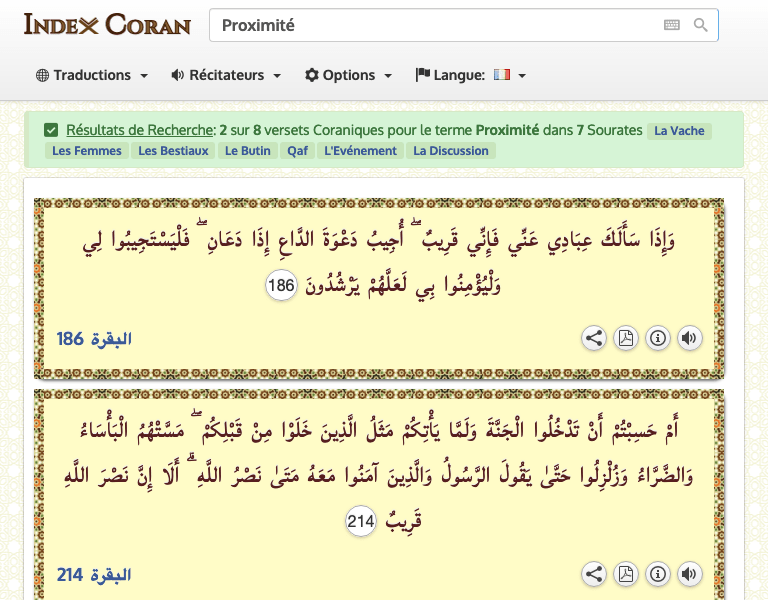 Index Coran
Proximité
Traductions Récitateurs Options Langue:
Résultats de Recherche: 2 sur 8 versets Coraniques pour le terme Proximité dans 7 Sourates La Vache
Les Femmes Les Bestiaux Le Butin Qaf L'Evénement La Discussion
وَإِذَا سَأَلَكَ عِبَادِي عَنِّي فَإِنِّي قَرِيبٌ ۖ أُجِيبُ دَعْوَةَ الدَّاعِ إِذَا دَعَانِ ۖ فَلْيَسْتَجِيبُوا لِي
وَلْيُؤْمِنُوا بِي لَعَلَّهُمْ يَرْشُدُونَ 186
البقرة 186
أَمْ حَسِبْتُمْ أَنْ تَدْخُلُوا الْجَنَّةَ وَلَمَّا يَأْتِكُمْ مَثَلُ الَّذِينَ خَلَوْا مِنْ قَبْلِكُمْ ۖ مَسَّتْهُمُ الْبَأْسَاءُ
وَالضَّرَّاءُ وَزُلْزِلُوا حَتَّىٰ يَقُولَ الرَّسُولُ وَالَّذِينَ آمَنُوا مَعَهُ مَتَىٰ نَصْرُ اللَّهِ ۗ أَلَا إِنَّ نَصْرَ اللَّهِ
قَرِيبٌ 214
البقرة 214